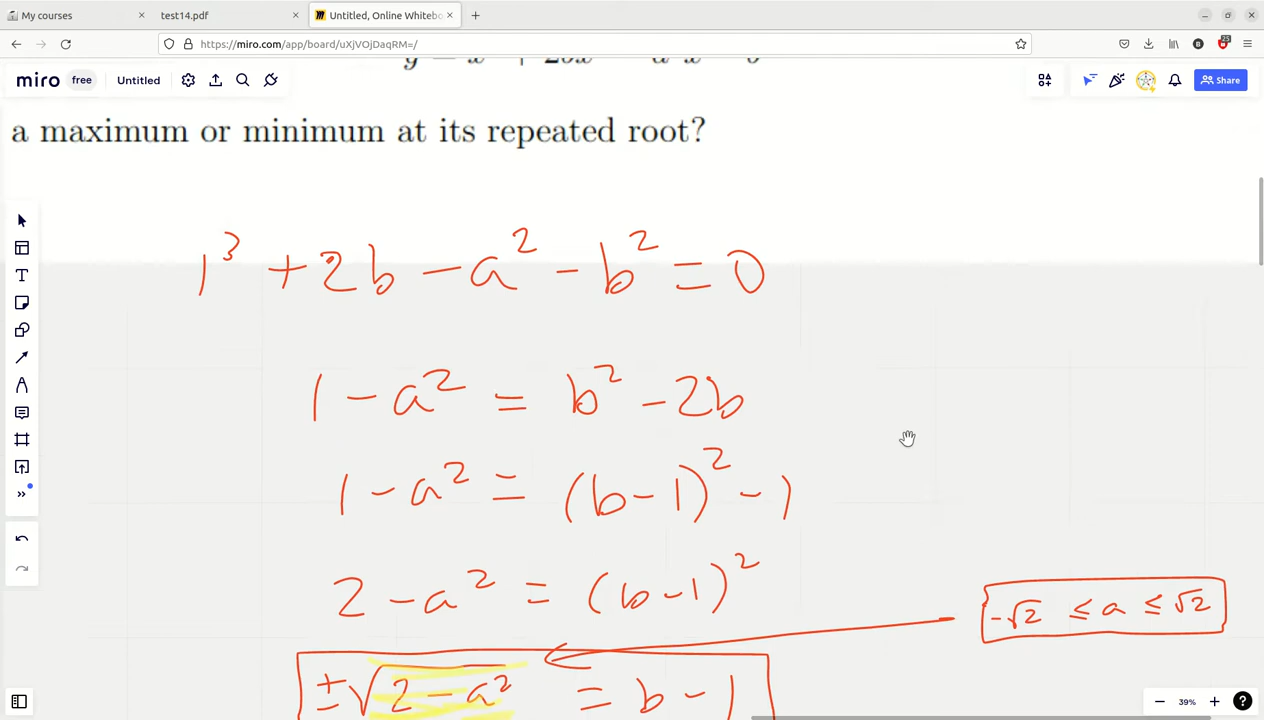 My courses
test14.pdf
Untitled, Online Whitebo
https://miro.com/app/board/uXjVOjDaqRM=/
25
miro free Untitled
Share
a maximum or minimum at its repeated root?
1³ + 2b - a² - b² = 0
1 - a² = b² - 2b
1 - a² = (b - 1)² - 1
2 - a² = (b - 1)²
-√2 ≤ a ≤ √2
±√2 - a² = b - 1
39%